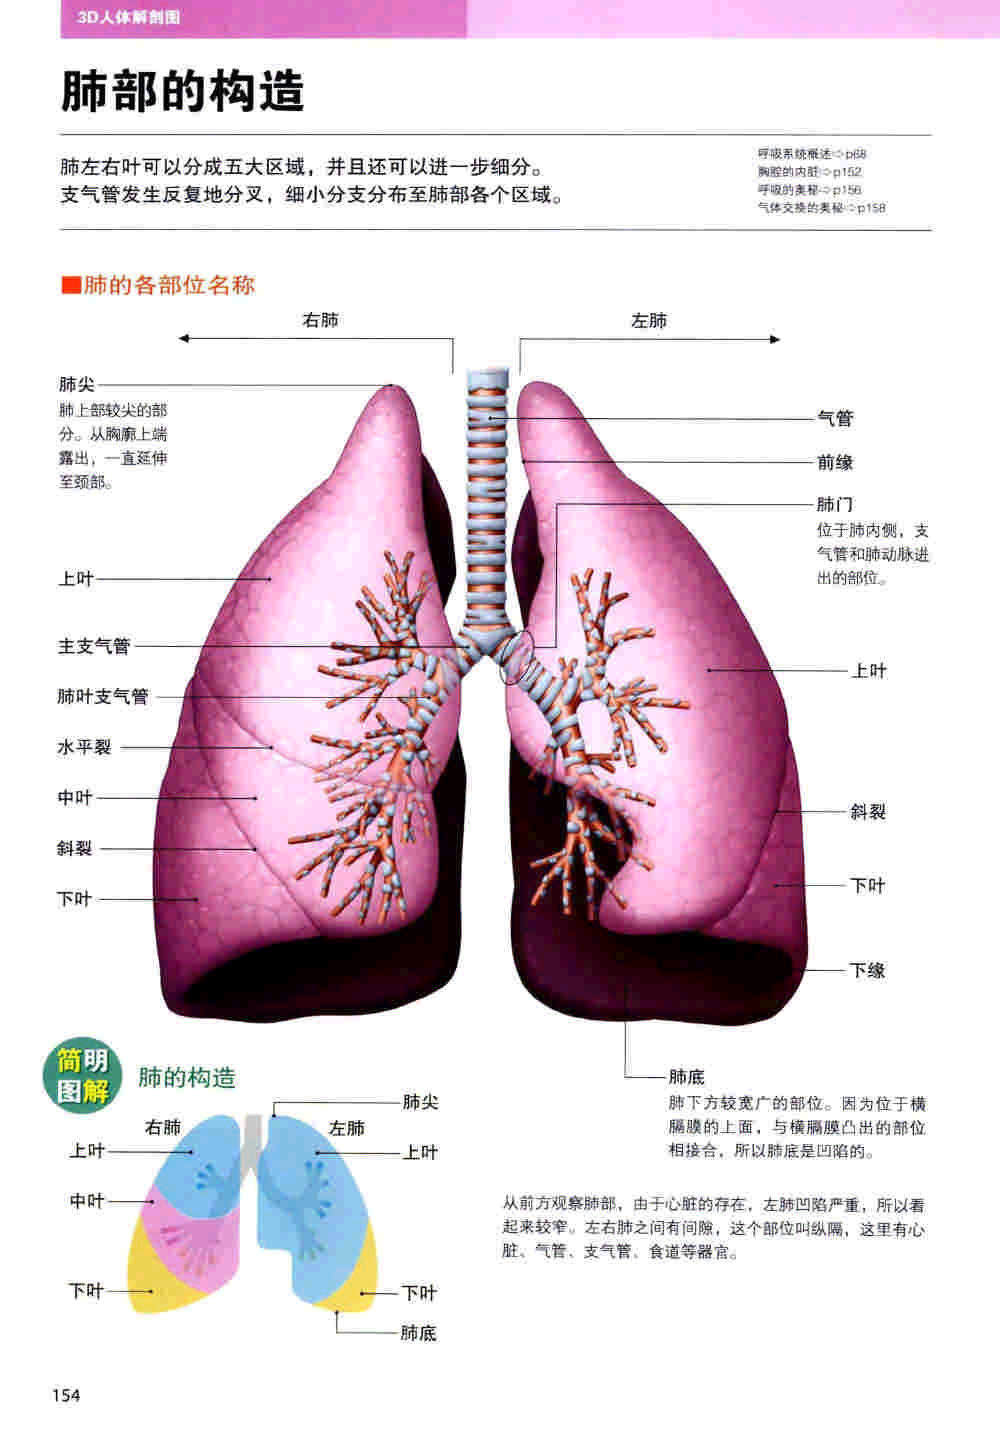 3D人体解剖图
肺部的构造
肺左右叶可以分成五大区域，并且还可以进一步细分。
支气管发生反复地分叉，细小分支分布至肺部各个区域。
呼吸系统概述⇨p68
胸腔的内脏⇨p152
呼吸的奥秘⇨p156
气体交换的奥秘⇨p158
■肺的各部位名称
右肺
左肺
肺尖
肺上部较尖的部
分。从胸廓上端
露出，一直延伸
至颈部。
上叶
主支气管
肺叶支气管
水平裂
中叶
斜裂
下叶
气管
前缘
肺门
位于肺内侧，支
气管和肺动脉进
出的部位。
上叶
斜裂
下叶
下缘
肺底
肺下方较宽广的部位。因为位于横
膈膜的上面，与横膈膜凸出的部位
相接合，所以肺底是凹陷的。
简明
图解
肺的构造
右肺
左肺
肺尖
上叶
上叶
中叶
下叶
下叶
肺底
从前方观察肺部，由于心脏的存在，左肺凹陷严重，所以看
起来较窄。左右肺之间有间隙，这个部位叫纵隔，这里有心
脏、气管、支气管、食道等器官。
154